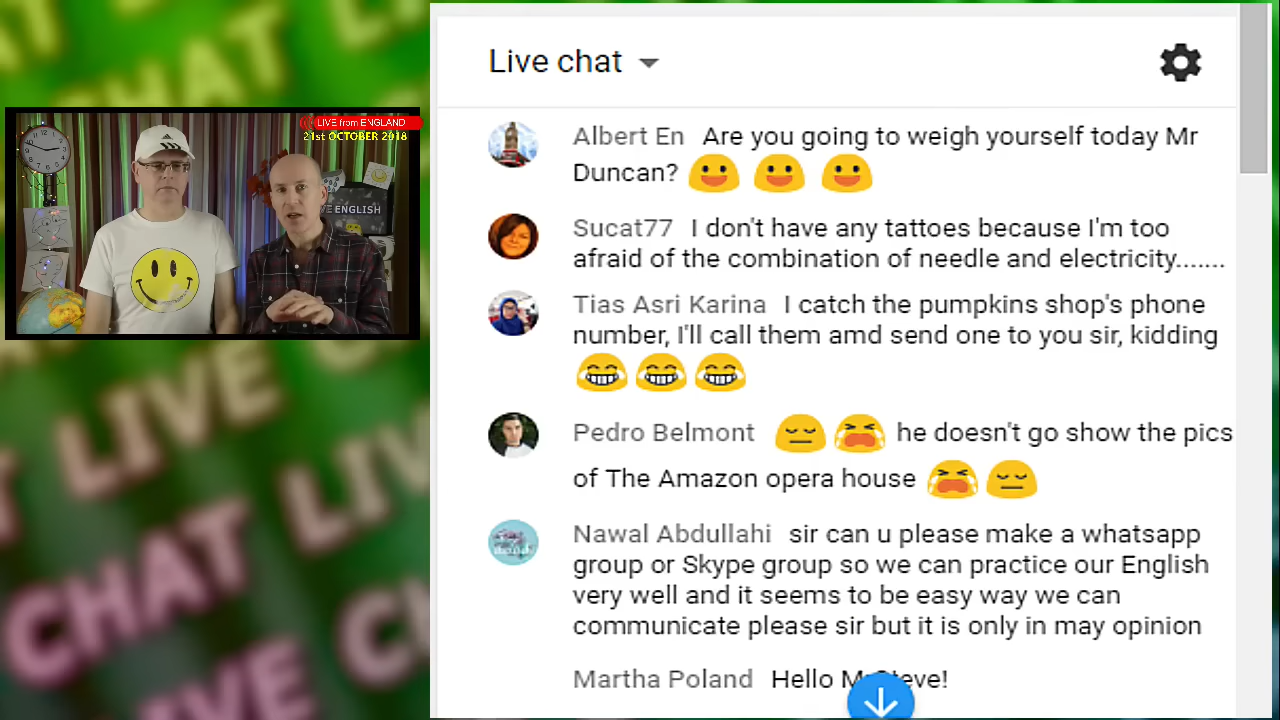 LIVE from ENGLAND
21st OCTOBER 2018
LIVE ENGLISH
Live chat
Albert En Are you going to weigh yourself today Mr
Duncan? 😃 😃 😃
Sucat77 I don't have any tattoes because I'm too
afraid of the combination of needle and electricity.......
Tias Asri Karina I catch the pumpkins shop's phone
number, I'll call them amd send one to you sir, kidding
😂 😂 😂
Pedro Belmont 😔 😭 he doesn't go show the pics
of The Amazon opera house 😭 😔
Nawal Abdullahi sir can u please make a whatsapp
group or Skype group so we can practice our English
very well and it seems to be easy way we can
communicate please sir but it is only in may opinion
Martha Poland Hello Mr Steve!
CHAT
LIVE
CHAT
LIVE
CHAT
LIVE